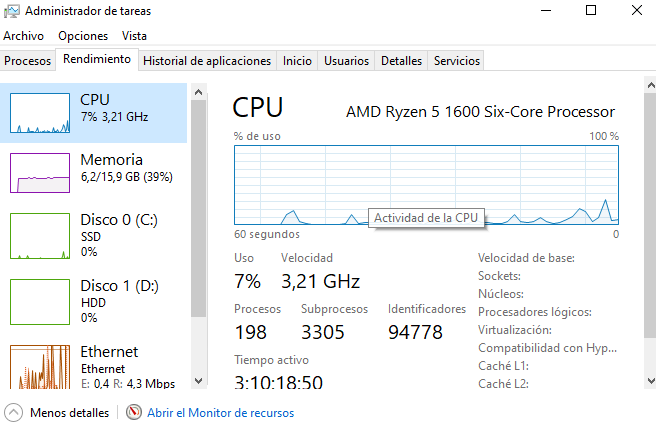 Administrador de tareas
Archivo Opciones Vista
Procesos Rendimiento Historial de aplicaciones Inicio Usuarios Detalles Servicios
CPU
7% 3,21 GHz
Memoria
6,2/15,9 GB (39%)
Disco 0 (C:)
SSD
0%
Disco 1 (D:)
HDD
0%
Ethernet
Ethernet
E: 0,4 R: 4,3 Mbps
CPU AMD Ryzen 5 1600 Six-Core Processor
% de uso 100 %
Actividad de la CPU
60 segundos 0
Uso Velocidad
7% 3,21 GHz
Procesos Subprocesos Identificadores
198 3305 94778
Tiempo activo
3:10:18:50
Velocidad de base:
Sockets:
Núcleos:
Procesadores lógicos:
Virtualización:
Compatibilidad con Hyp...
Caché L1:
Caché L2:
Menos detalles Abrir el Monitor de recursos